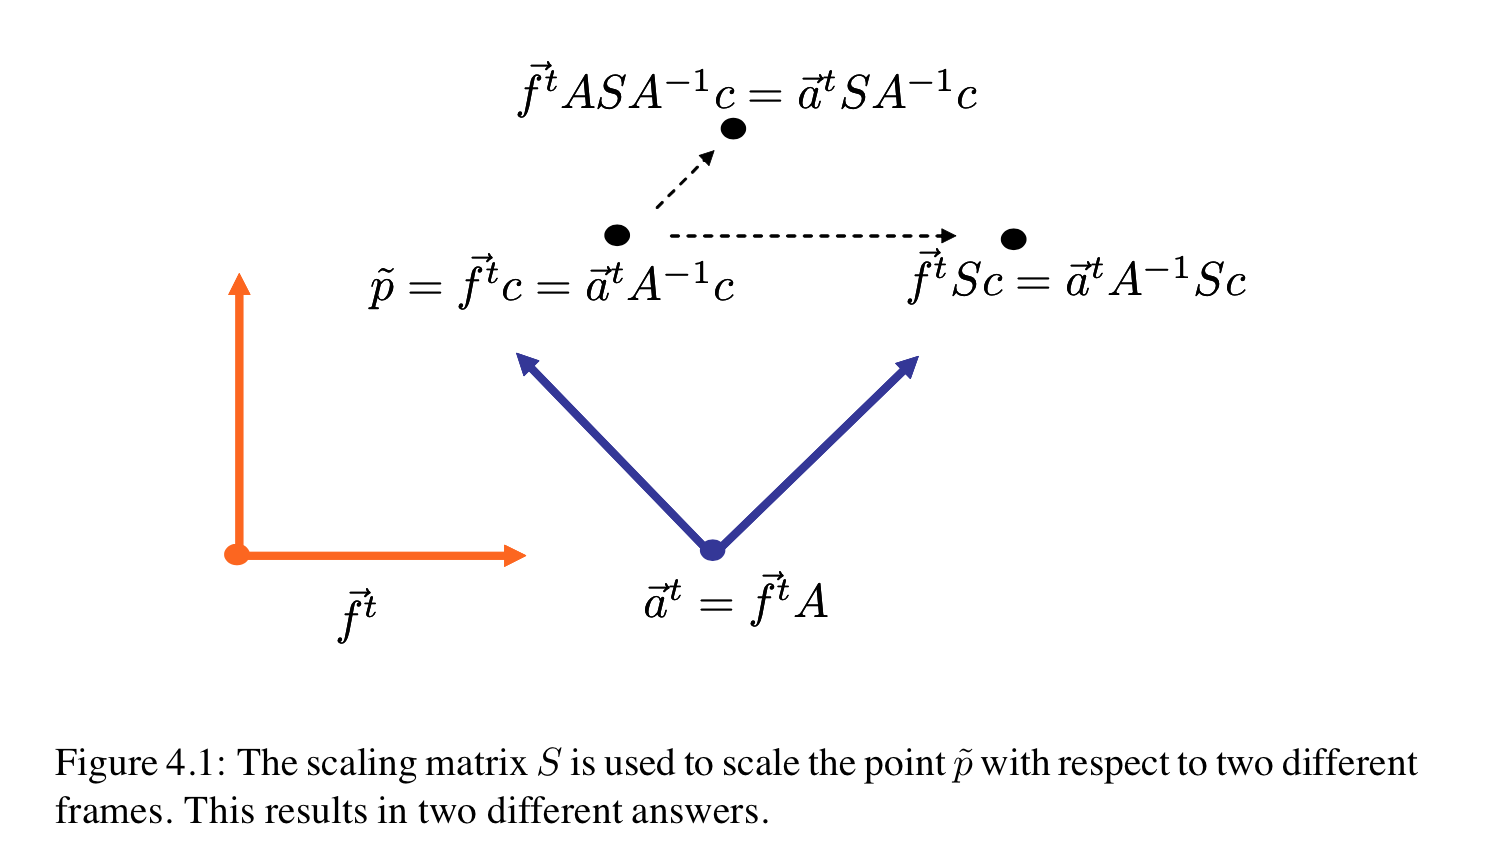 $\vec{f}^t ASA^{-1}c = \vec{a}^t SA^{-1}c$
$\tilde{p} = \vec{f}^t c = \vec{a}^t A^{-1}c$
$\vec{f}^t Sc = \vec{a}^t A^{-1}Sc$
$\vec{f}^t$
$\vec{a}^t = \vec{f}^t A$
Figure 4.1: The scaling matrix $S$ is used to scale the point $\tilde{p}$ with respect to two different
frames. This results in two different answers.